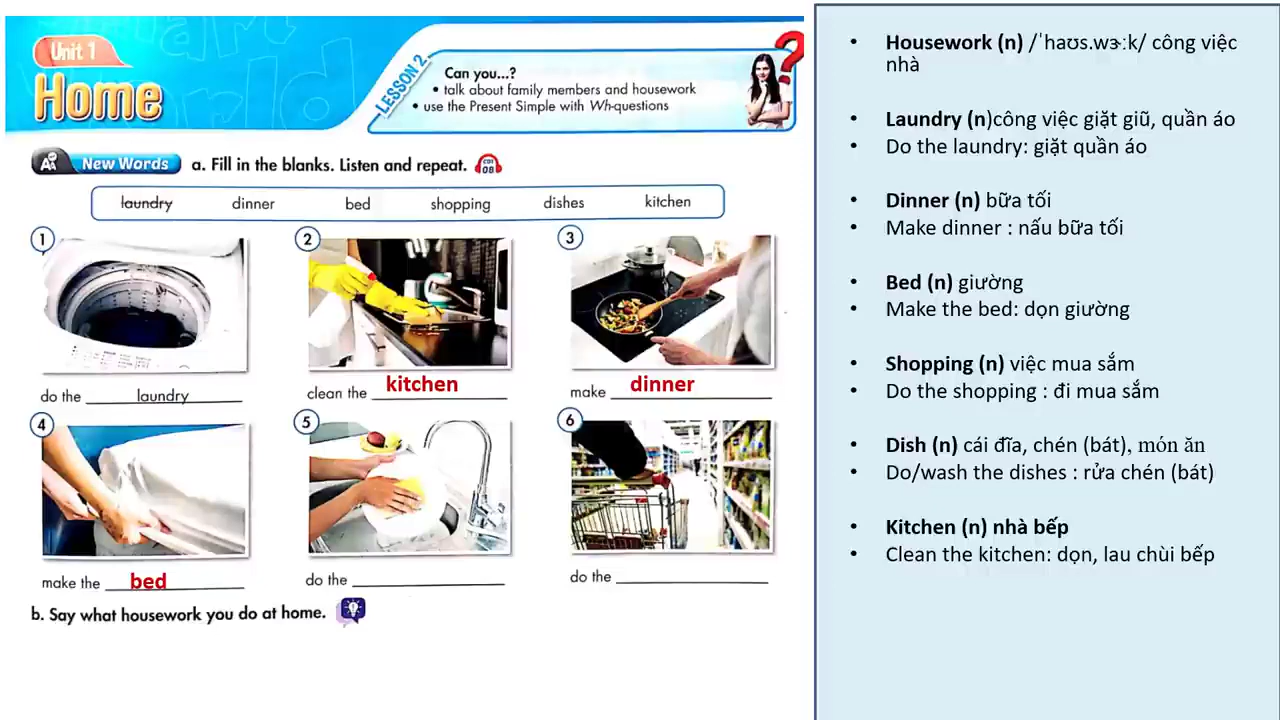 Unit 1
Home
LESSON 2
Can you...?
• talk about family members and housework
• use the Present Simple with Wh-questions
New Words
a. Fill in the blanks. Listen and repeat.
CD1
08
laundry dinner bed shopping dishes kitchen
1
2
3
do the laundry
clean the kitchen
make dinner
4
5
6
make the bed
do the
do the
b. Say what housework you do at home.
• Housework (n) /ˈhaʊs.wɝːk/ công việc
nhà
• Laundry (n)công việc giặt giũ, quần áo
• Do the laundry: giặt quần áo
• Dinner (n) bữa tối
• Make dinner : nấu bữa tối
• Bed (n) giường
• Make the bed: dọn giường
• Shopping (n) việc mua sắm
• Do the shopping : đi mua sắm
• Dish (n) cái đĩa, chén (bát), món ăn
• Do/wash the dishes : rửa chén (bát)
• Kitchen (n) nhà bếp
• Clean the kitchen: dọn, lau chùi bếp